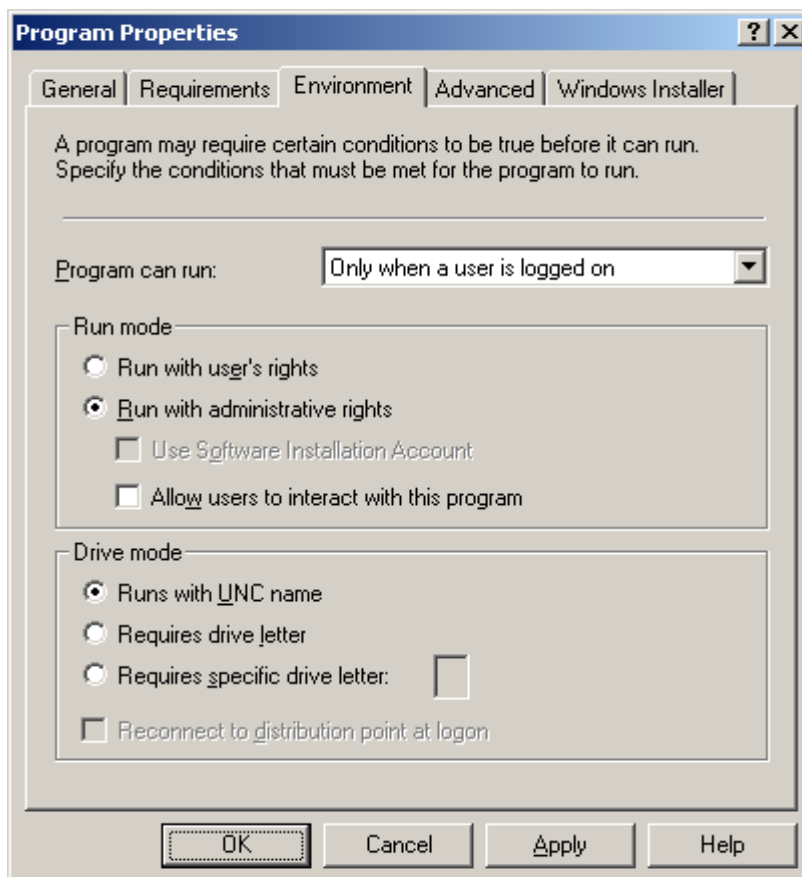 Program Properties
General Requirements Environment Advanced Windows Installer
A program may require certain conditions to be true before it can run.
Specify the conditions that must be met for the program to run.
Program can run: Only when a user is logged on
Run mode
Run with user's rights
Run with administrative rights
Use Software Installation Account
Allow users to interact with this program
Drive mode
Runs with UNC name
Requires drive letter
Requires specific drive letter:
Reconnect to distribution point at logon
OK Cancel Apply Help